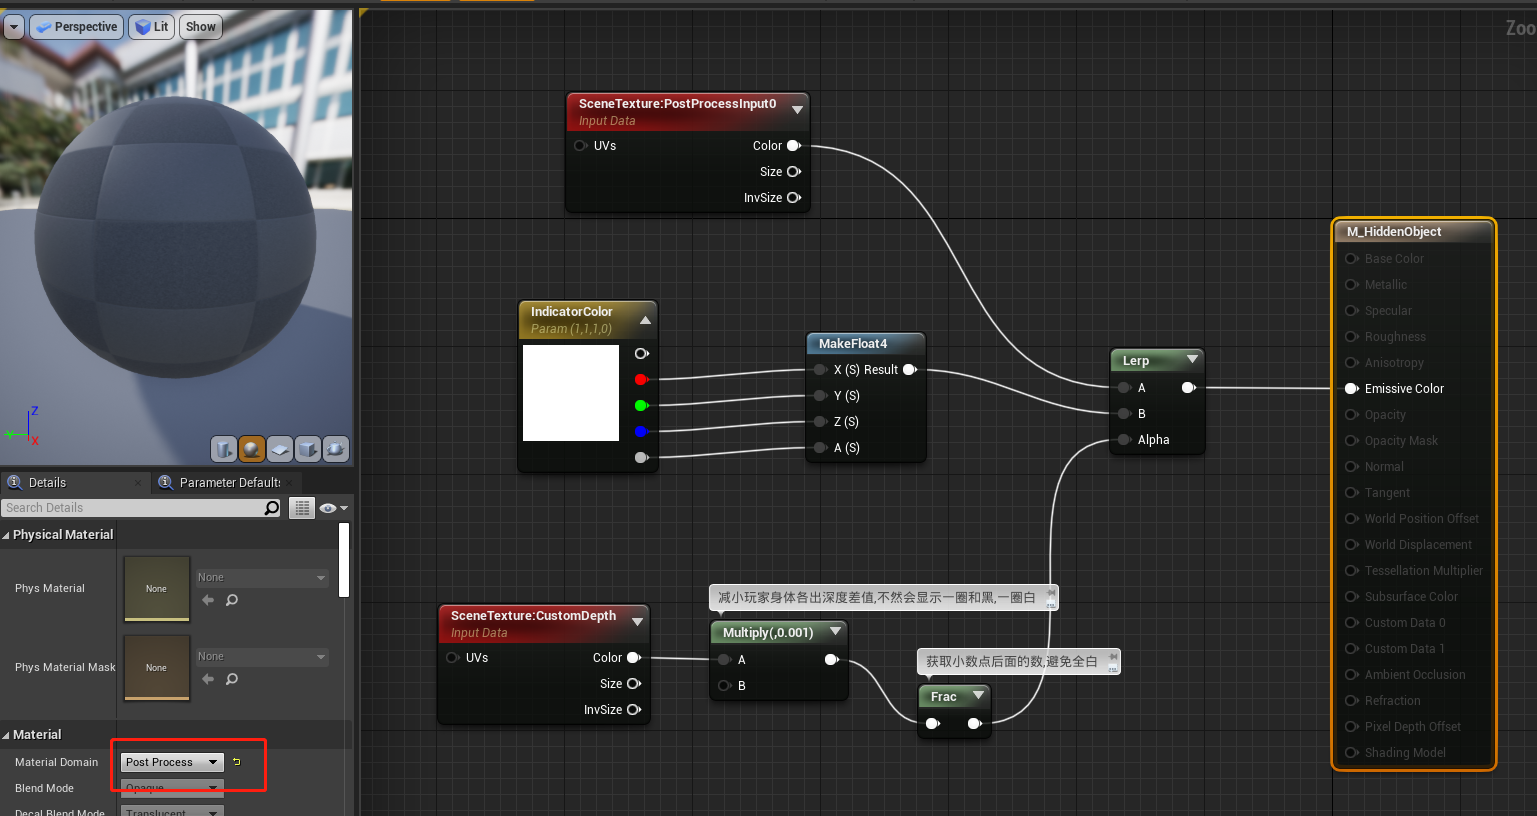 Perspective
Lit
Show
Zoo
SceneTexture:PostProcessInput0
Input Data
UVs
Color
Size
InvSize
IndicatorColor
Param (1,1,1,0)
MakeFloat4
X (S) Result
Y (S)
Z (S)
A (S)
Lerp
A
B
Alpha
M_HiddenObject
Base Color
Metallic
Specular
Roughness
Anisotropy
Emissive Color
Opacity
Opacity Mask
Normal
Tangent
World Position Offset
World Displacement
Tessellation Multiplier
Subsurface Color
Custom Data 0
Custom Data 1
Ambient Occlusion
Refraction
Pixel Depth Offset
Shading Model
Z
Y
X
Details
Parameter Defaults
Search Details
Physical Material
Phys Material
None
None
Phys Material Mask
None
None
Material
Material Domain
Post Process
Blend Mode
Opaque
Decal Blend Mode
Translucent
SceneTexture:CustomDepth
Input Data
UVs
Color
Size
InvSize
减小玩家身体各出深度差值,不然会显示一圈和黑,一圈白
Multiply(,0.001)
A
B
获取小数点后面的数,避免全白
Frac